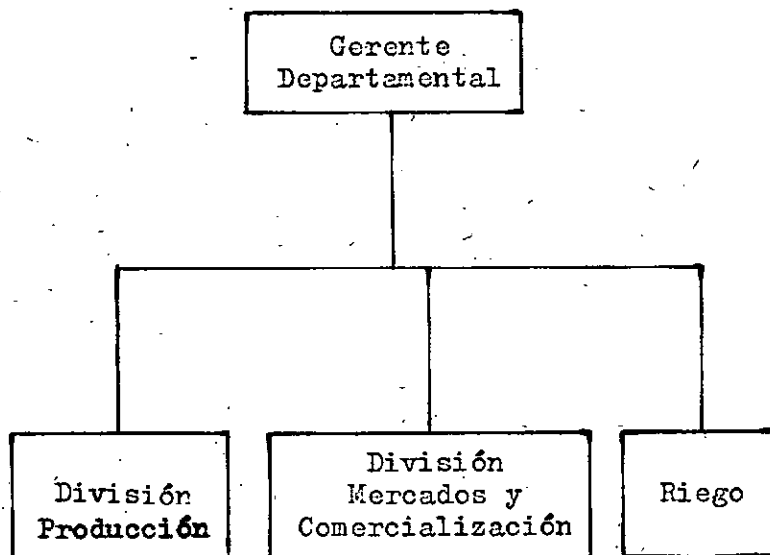 Gerente
Departamental
División
Producción
División
Mercados y
Comercialización
Riego